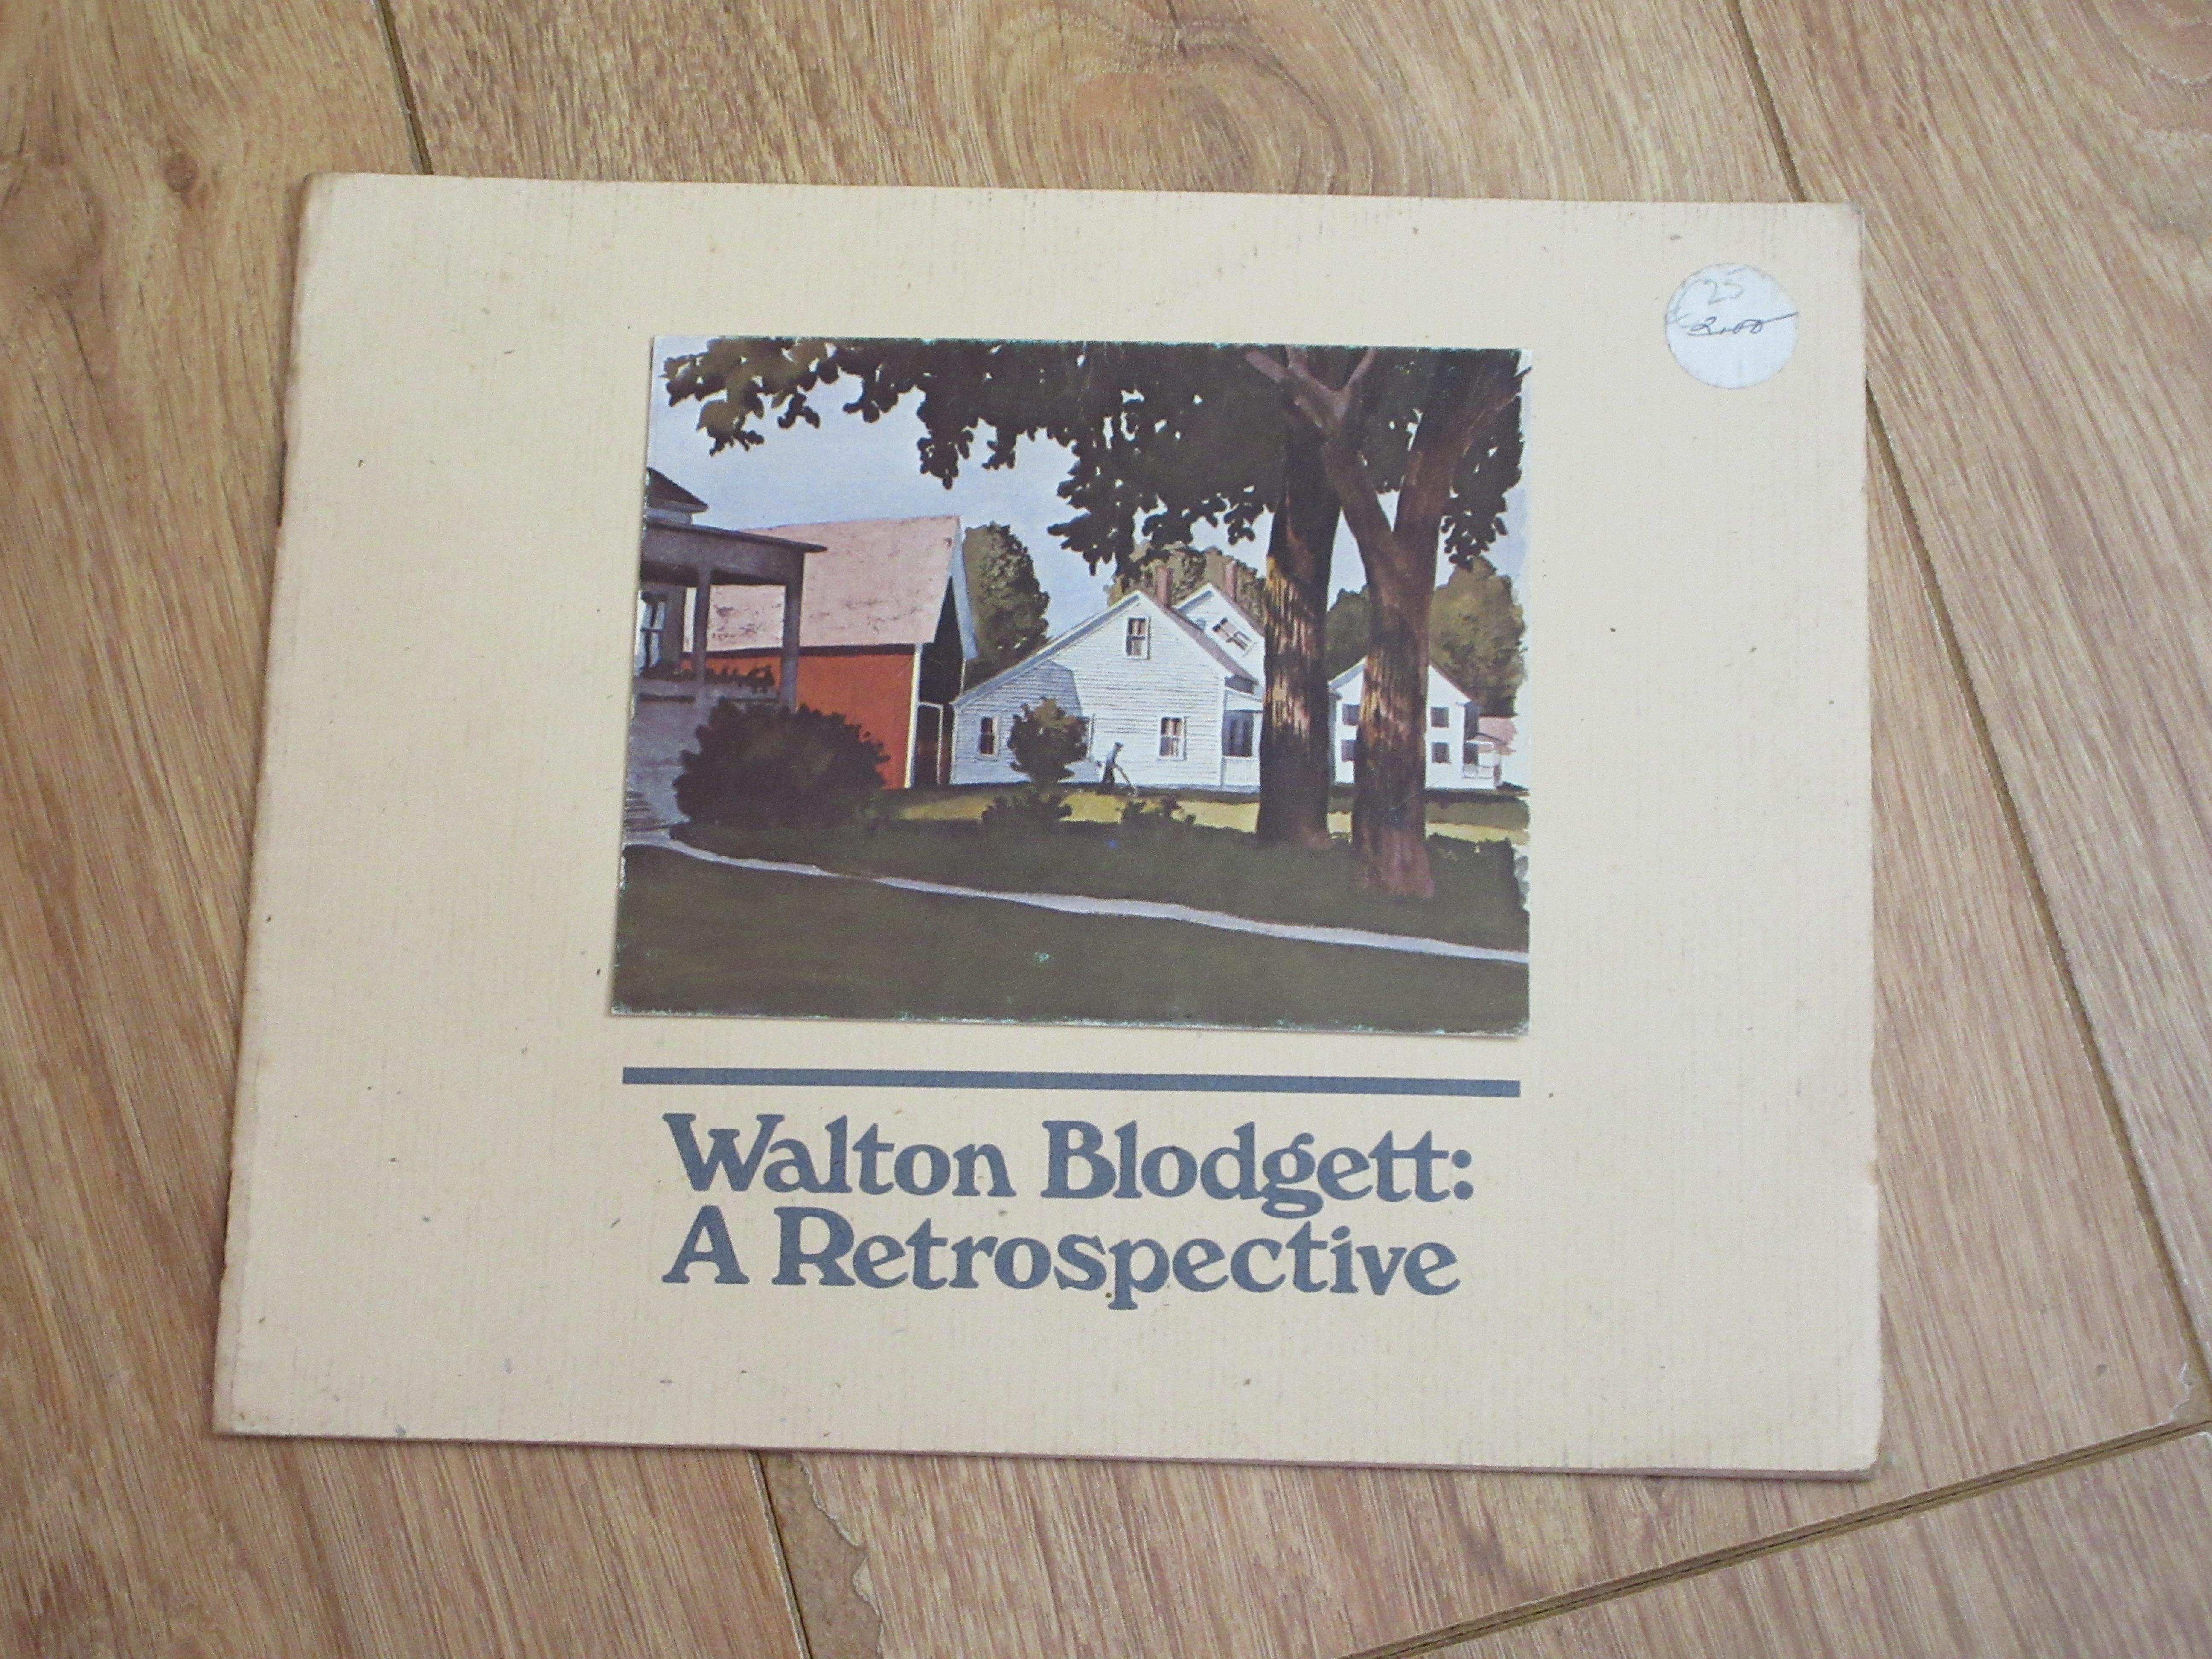 25
2.00
Walton Blodgett:
A Retrospective